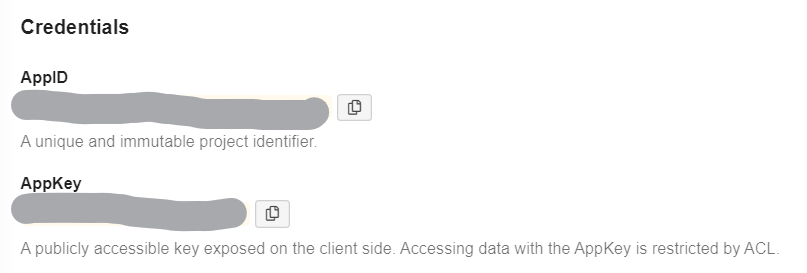 Credentials
AppID
A unique and immutable project identifier.
AppKey
A publicly accessible key exposed on the client side. Accessing data with the AppKey is restricted by ACL.